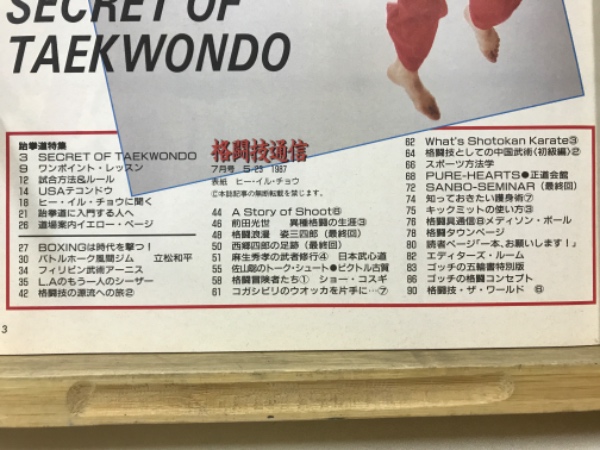 SECRET OF
TAEKWONDO
跆拳道特集
3 SECRET OF TAEKWONDO
9 ワンポイント・レッスン
12 試合方法&ルール
14 USAテコンドウ
18 ヒー・イル・チョウに聞く
21 跆拳道に入門する人へ
26 道場案内イエロー・ページ
27 BOXINGは時代を撃つ!
30 バトルホーク風間ジム 立松和平
34 フィリピン武術アーニス
35 L.Aのもう一人のシーザー
42 格闘技の源流への旅②
格闘技通信
7月号 5-23 1987
表紙 ヒー・イル・チョウ
©本誌記事の無断転載を禁じます。
44 A Story of Shoot⑥
46 前田光世 異種格闘の生涯③
48 格闘浪漫 姿三四郎(最終回)
50 西郷四郎の足跡(最終回)
51 麻生秀孝の武者修行④ 日本武心道
55 佐山聡のトーク・シュート●ビクトル古賀
58 格闘冒険者たち① ショー・コスギ
61 コガシビリのウオッカを片手に…⑦
62 What's Shotokan Karate③
64 格闘技としての中国武術(初級編)②
66 スポーツ方法学
68 PURE-HEARTS●正道会館
72 SANBO-SEMINAR(最終回)
74 知っておきたい護身術⑦
75 キックミットの使い方③
76 格闘具通信⑧メディソン・ボール
78 格闘タウンページ
80 読者ページ「一本、お願いします!」
82 エディターズ・ルーム
83 ゴッチの五輪書特別版
86 ゴッチの格闘コンセプト
90 格闘技・ザ・ワールド ⑥
3